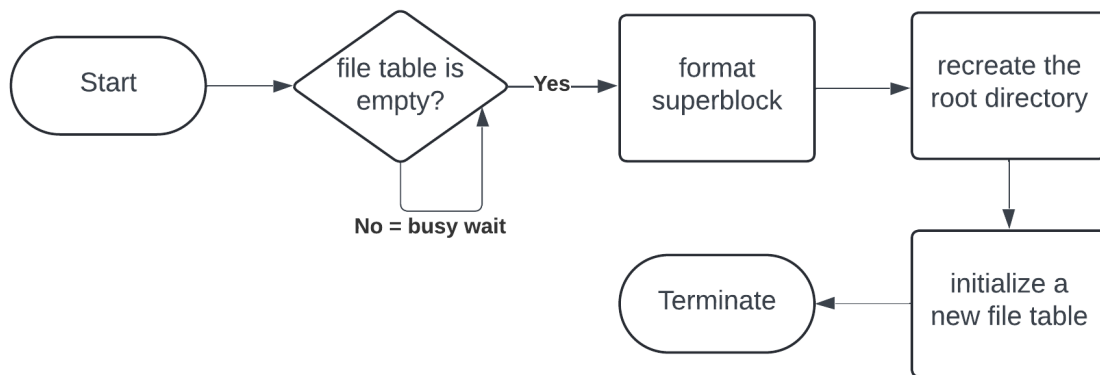 Start
file table is
empty?
Yes
No = busy wait
format
superblock
recreate the
root directory
initialize a
new file table
Terminate